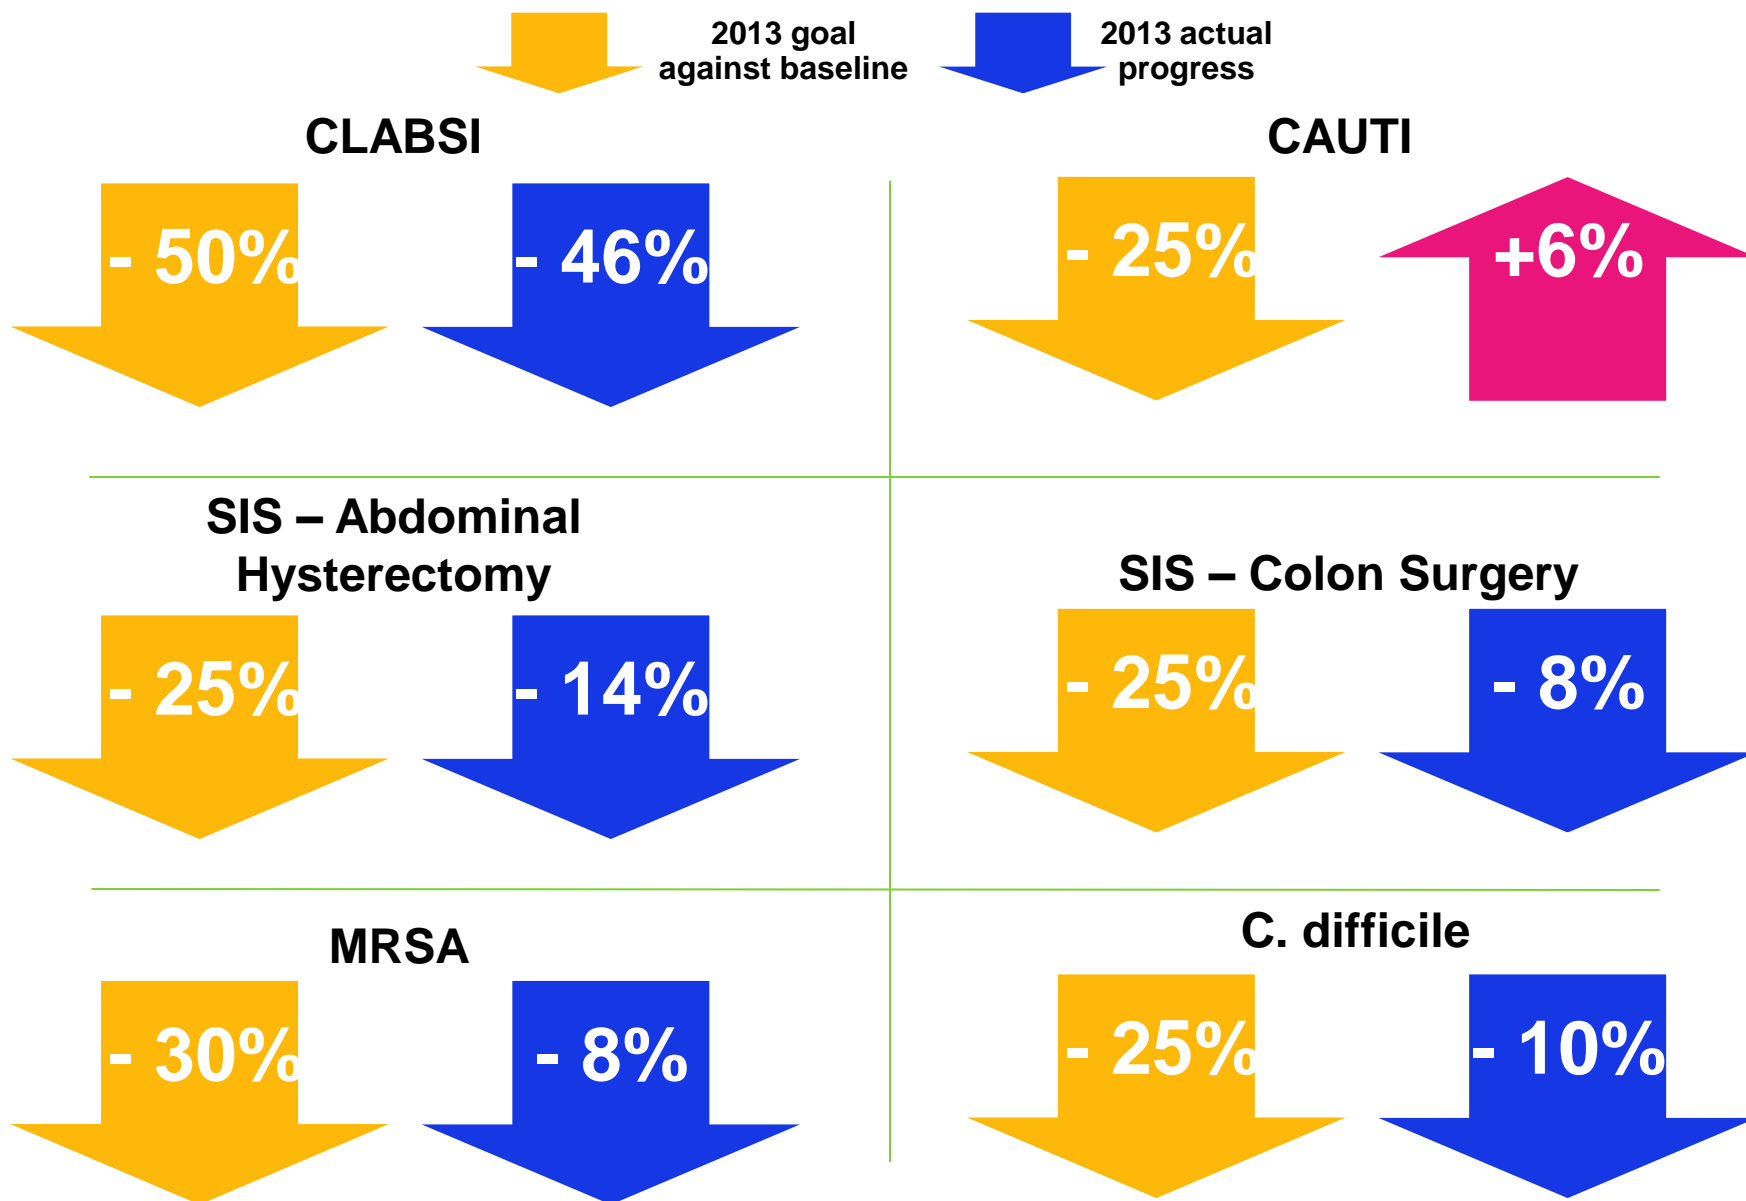 2013 goal
against baseline
2013 actual
progress
CLABSI
CAUTI
- 50%
- 46%
- 25%
+6%
SIS – Abdominal
Hysterectomy
SIS – Colon Surgery
- 25%
- 14%
- 25%
- 8%
MRSA
C. difficile
- 30%
- 8%
- 25%
- 10%